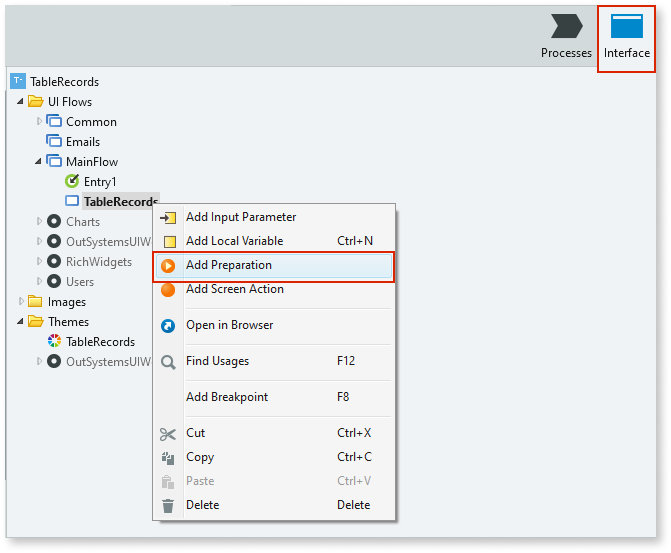 Processes
Interface
T-
TableRecords
UI Flows
Common
Emails
MainFlow
Entry1
TableRecords
Charts
OutSystemsUIW
RichWidgets
Users
Images
Themes
TableRecords
OutSystemsUIW
Add Input Parameter
Add Local Variable Ctrl+N
Add Preparation
Add Screen Action
Open in Browser
Find Usages F12
Add Breakpoint F8
Cut Ctrl+X
Copy Ctrl+C
Paste Ctrl+V
Delete Delete